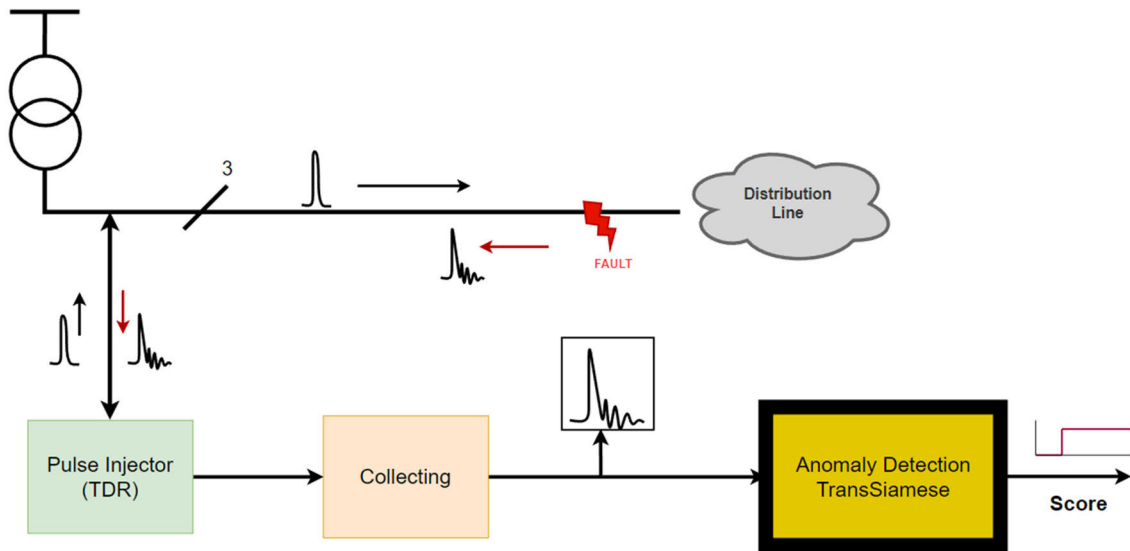 3
Distribution
Line
FAULT
Pulse Injector
(TDR)
Collecting
Anomaly Detection
TransSiamese
Score